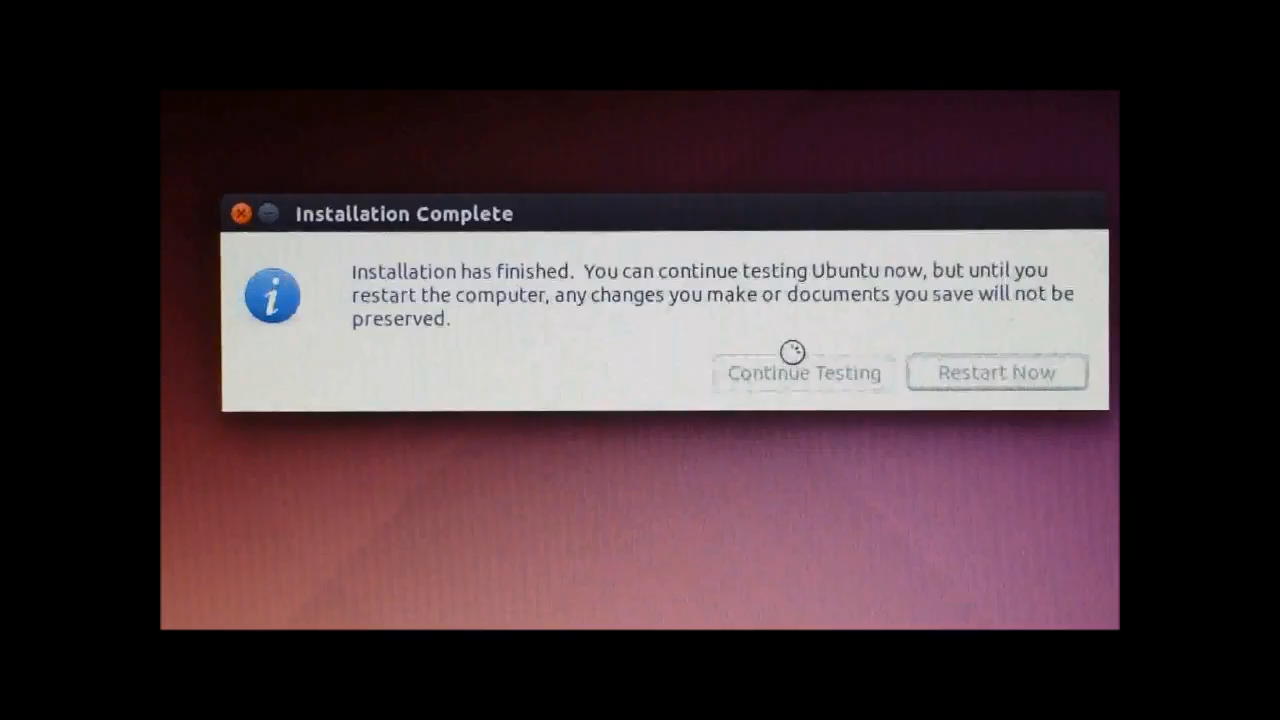 Installation Complete
Installation has finished.  You can continue testing Ubuntu now, but until you
restart the computer, any changes you make or documents you save will not be
preserved.
Continue Testing
Restart Now